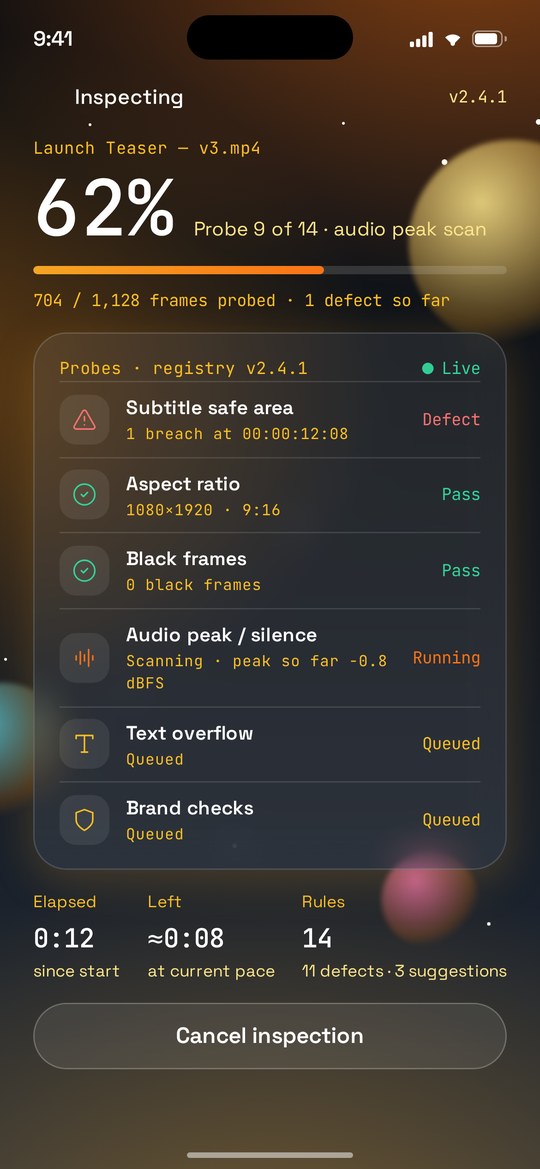 9:41
Inspecting
v2.4.1
Launch Teaser — v3.mp4
62% Probe 9 of 14 · audio peak scan
704 / 1,128 frames probed · 1 defect so far
Probes · registry v2.4.1
Live
Subtitle safe area
1 breach at 00:00:12:08
Defect
Aspect ratio
1080×1920 · 9:16
Pass
Black frames
0 black frames
Pass
Audio peak / silence
Scanning · peak so far -0.8
dBFS
Running
Text overflow
Queued
Queued
Brand checks
Queued
Queued
Elapsed
0:12
since start
Left
≈0:08
at current pace
Rules
14
11 defects · 3 suggestions
Cancel inspection